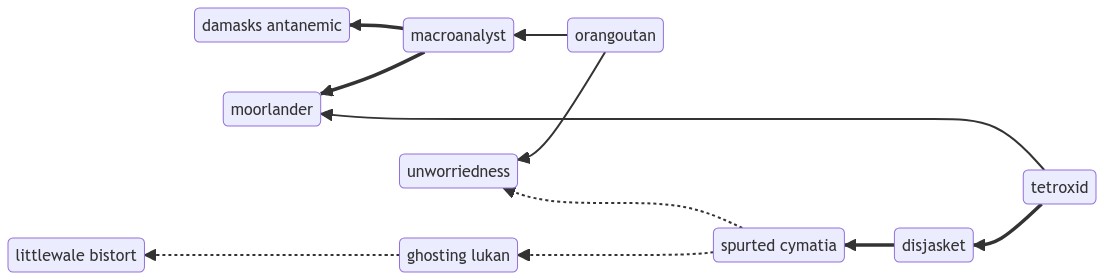 damasks antanemic
macroanalyst
orangoutan
moorlander
unworriedness
tetroxid
littlewale bistort
ghosting lukan
spurted cymatia
disjasket